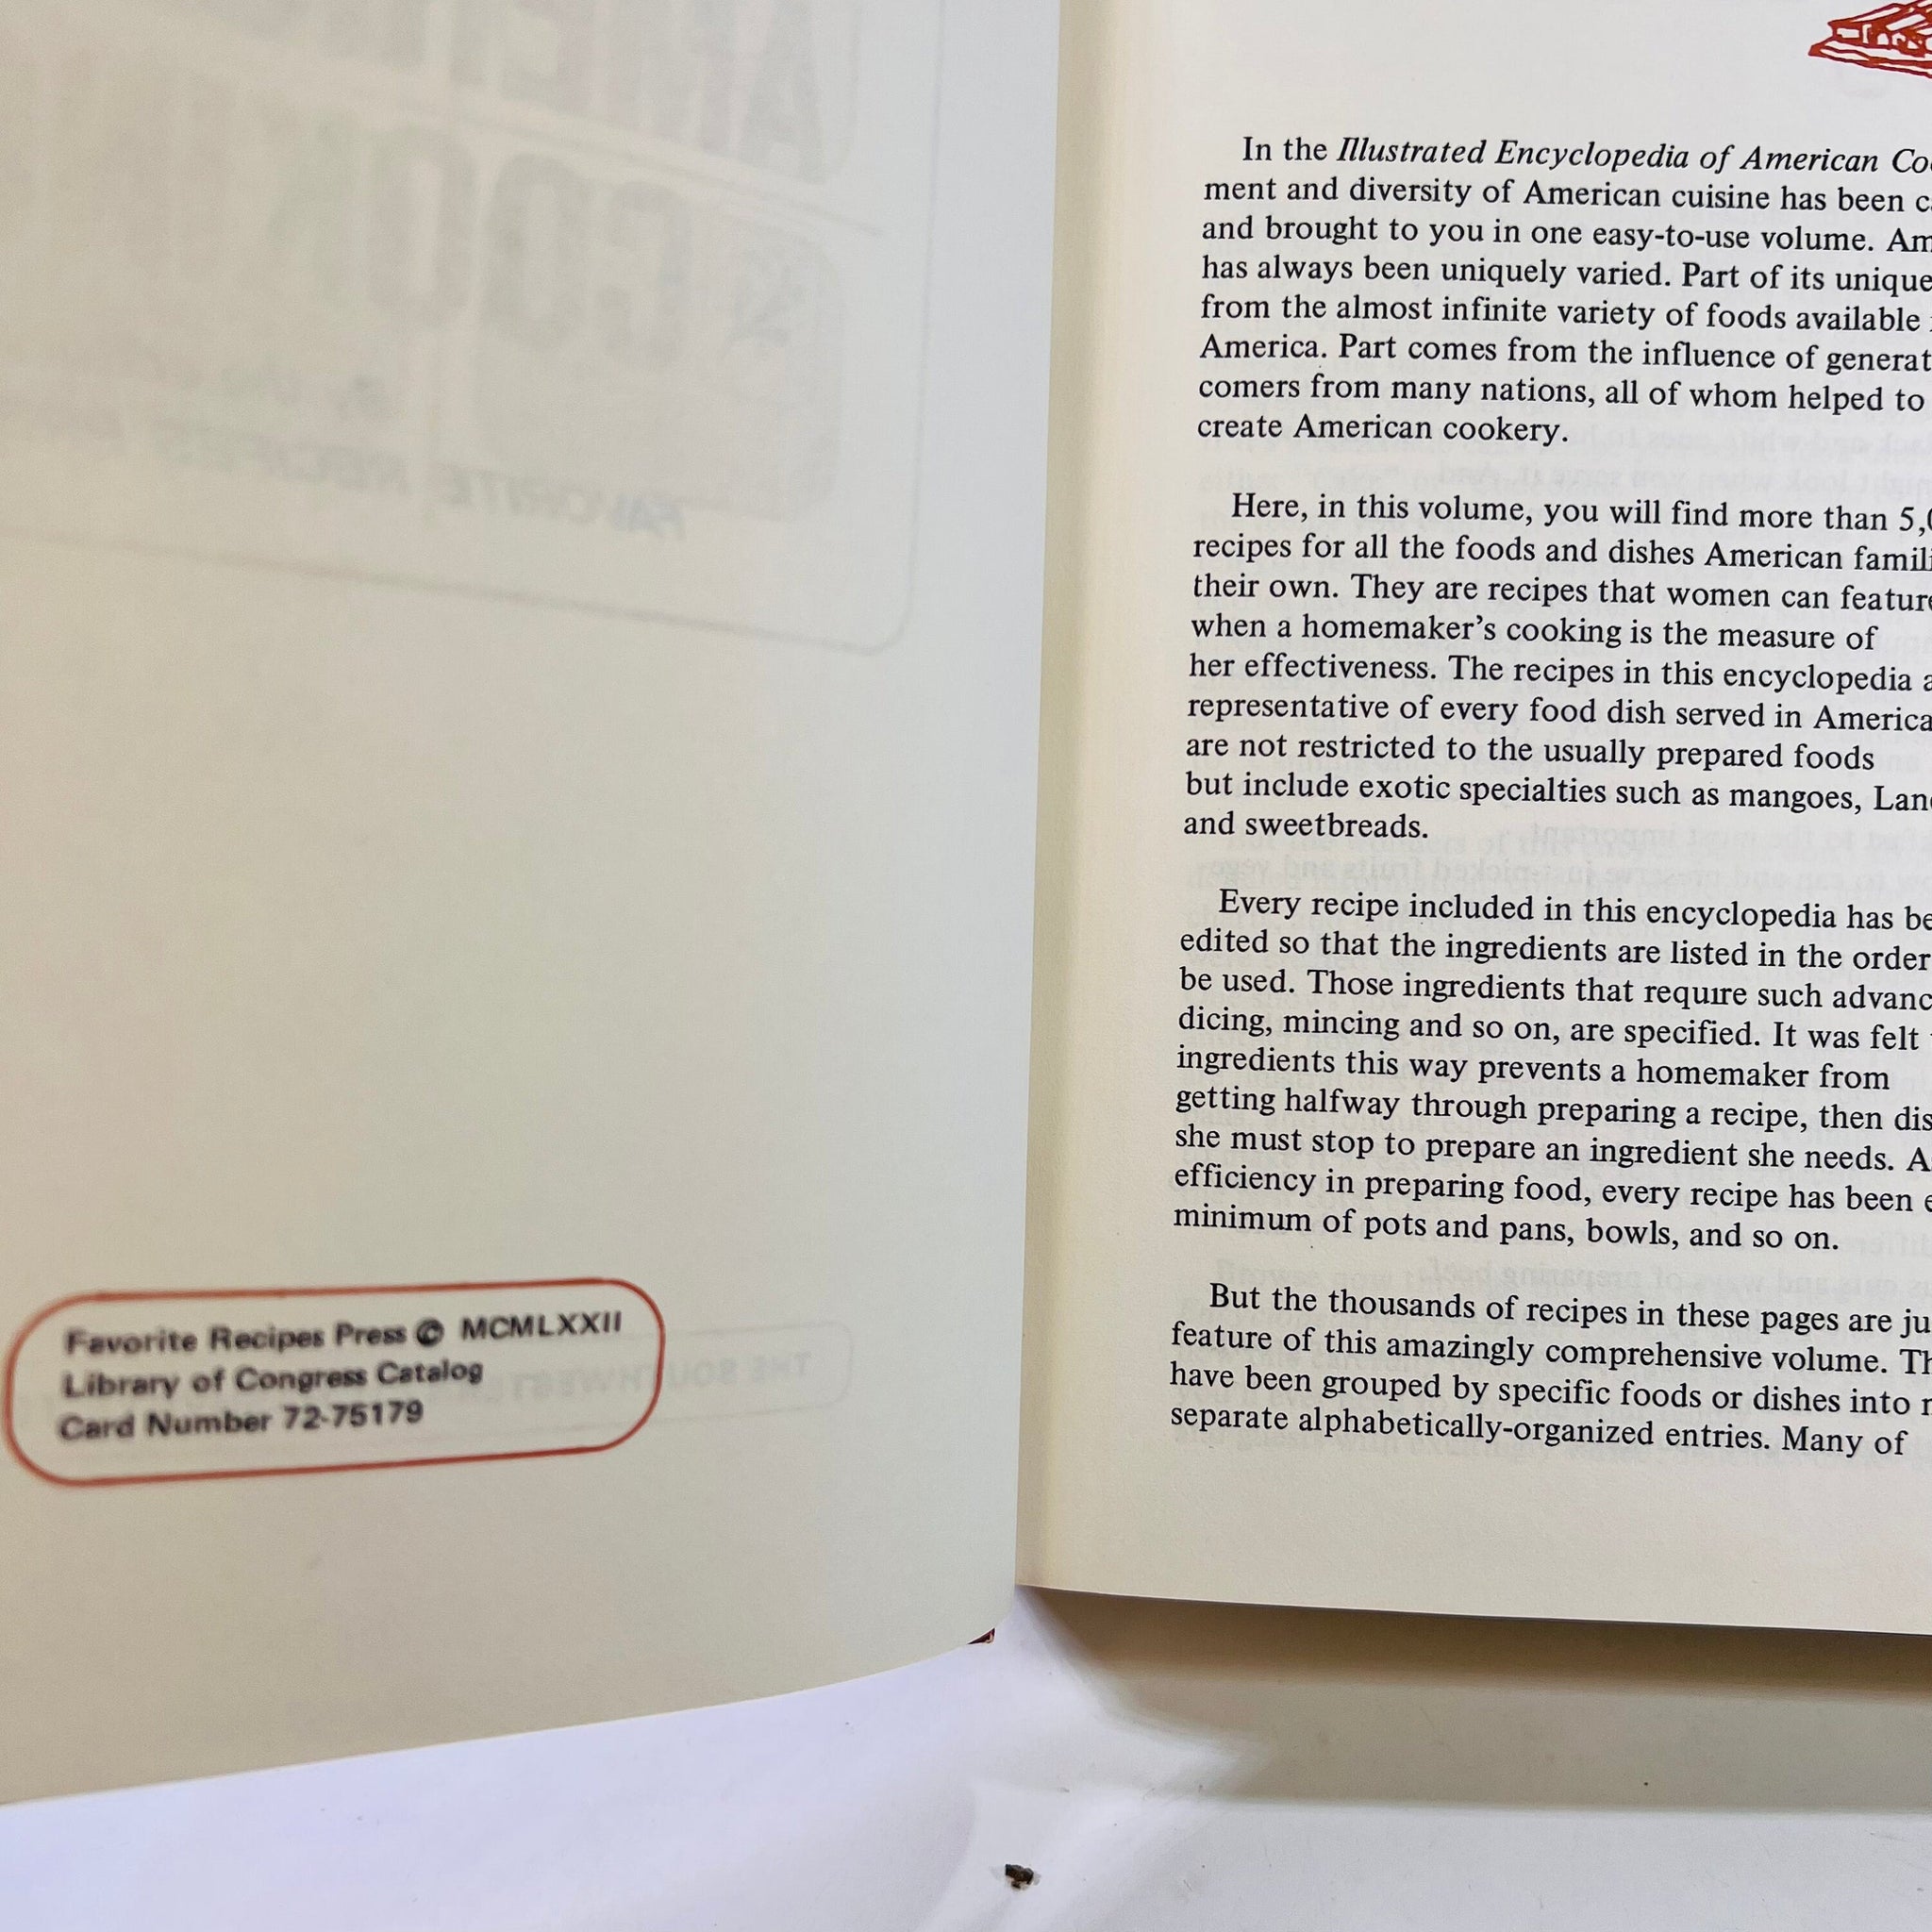 Favorite Recipes Press © MCMLXXII
Library of Congress Catalog
Card Number 72-75179
In the Illustrated Encyclopedia of American
ment and diversity of American cuisine has been
and brought to you in one easy-to-use volume.
has always been uniquely varied. Part of its
from the almost infinite variety of foods available
America. Part comes from the influence of
comers from many nations, all of whom helped to
create American cookery.
Here, in this volume, you will find more than
recipes for all the foods and dishes American
their own. They are recipes that women can
when a homemaker's cooking is the measure of
her effectiveness. The recipes in this encyclopedia
representative of every food dish served in America
are not restricted to the usually prepared foods
but include exotic specialties such as mangoes,
and sweetbreads.
Every recipe included in this encyclopedia has
edited so that the ingredients are listed in the order
be used. Those ingredients that require such
dicing, mincing and so on, are specified. It was felt
ingredients this way prevents a homemaker from
getting halfway through preparing a recipe, then
she must stop to prepare an ingredient she needs.
efficiency in preparing food, every recipe has been
minimum of pots and pans, bowls, and so on.
But the thousands of recipes in these pages are
feature of this amazingly comprehensive volume.
have been grouped by specific foods or dishes into
separate alphabetically-organized entries. Many of